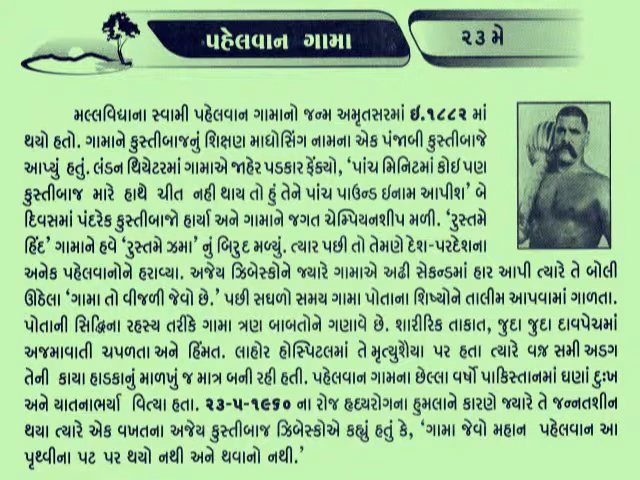 પહેલવાન ગામા
૨૩ મે
મલ્લવિદ્યાના સ્વામી પહેલવાન ગામાનો જન્મ અમૃતસરમાં ઈ.૧૮૮૨ માં
થયો હતો. ગામાને કુસ્તીબાજનું શિક્ષણ માધોસિંગ નામના એક પંજાબી કુસ્તીબાજે
આપ્યું હતું. લંડન થિયેટરમાં ગામાએ જાહેર પડકાર ફેંક્યો, ‘પાંચ મિનિટમાં કોઈ પણ
કુસ્તીબાજ મારે હાથે ચીત નહી થાય તો હું તેને પાંચ પાઉન્ડ ઇનામ આપીશ’ બે
દિવસમાં પંદરેક કુસ્તીબાજો હાર્યા અને ગામાને જગત ચેમ્પિયનશીપ મળી. ‘રુસ્તમે
હિંદ’ ગામાને હવે ‘રુસ્તમે ઝમા’ નું બિરુદ મળ્યું. ત્યાર પછી તો તેમણે દેશ-પરદેશના
અનેક પહેલવાનોને હરાવ્યા. અજેય ઝિબેસ્કોને જ્યારે ગામાએ અઢી સેકન્ડમાં હાર આપી ત્યારે તે બોલી
ઊઠેલા ‘ગામા તો વીજળી જેવો છે.’ પછી સઘળો સમય ગામા પોતાના શિષ્યોને તાલીમ આપવામાં ગાળતા.
પોતાની સિદ્ધિના રહસ્ય તરીકે ગામા ત્રણ બાબતોને ગણાવે છે. શારીરિક તાકાત, જુદા જુદા દાવપેચમાં
અજમાવાતી ચપળતા અને હિંમત. લાહોર હોસ્પિટલમાં તે મૃત્યુશૈયા પર હતા ત્યારે વજ્ર સમી અડગ
તેની કાયા હાડકાનું માળખું જ માત્ર બની રહી હતી. પહેલવાન ગામના છેલ્લા વર્ષો પાકિસ્તાનમાં ઘણાં દુઃખ
અને યાતનાભર્યા વિત્યા હતા. ૨૩-૫-૧૯૬૦ ના રોજ હૃદયરોગના હુમલાને કારણે જ્યારે તે જન્નતશીન
થયા ત્યારે એક વખતના અજેય કુસ્તીબાજ ઝિબેસ્કોએ કહ્યું હતું કે, ‘ગામા જેવો મહાન પહેલવાન આ
પૃથ્વીના પટ પર થયો નથી અને થવાનો નથી.’